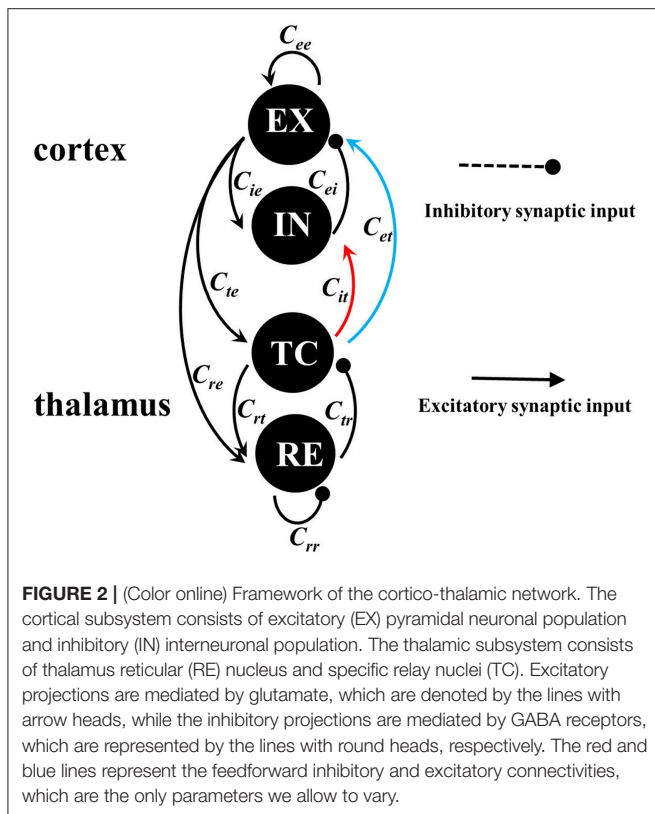 C_ee
EX
cortex
C_ie
C_ei
IN
Inhibitory synaptic input
C_et
C_te
C_it
TC
C_re
thalamus
C_rt
C_tr
Excitatory synaptic input
RE
C_rr
FIGURE 2 | (Color online) Framework of the cortico-thalamic network. The
cortical subsystem consists of excitatory (EX) pyramidal neuronal population
and inhibitory (IN) interneuronal population. The thalamic subsystem consists
of thalamus reticular (RE) nucleus and specific relay nuclei (TC). Excitatory
projections are mediated by glutamate, which are denoted by the lines with
arrow heads, while the inhibitory projections are mediated by GABA receptors,
which are represented by the lines with round heads, respectively. The red and
blue lines represent the feedforward inhibitory and excitatory connectivities,
which are the only parameters we allow to vary.